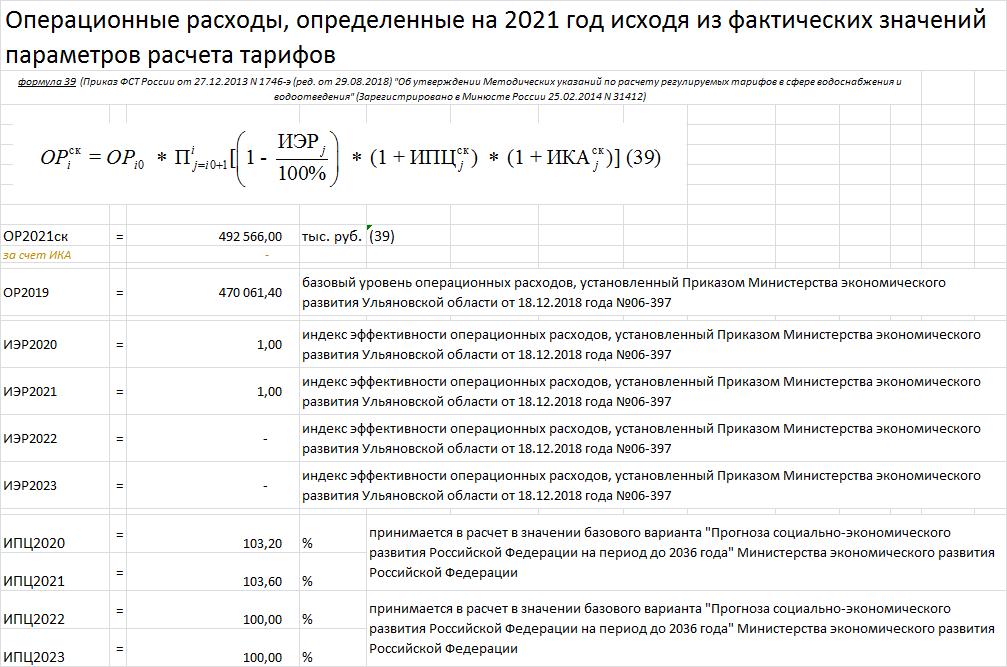 Операционные расходы, определенные на 2021 год исходя из фактических значений
параметров расчета тарифов
формула 39 (Приказ ФСТ России от 27.12.2013 N 1746-э (ред. от 29.08.2018) "Об утверждении Методических указаний по расчету регулируемых тарифов в сфере водоснабжения и
водоотведения" (Зарегистрировано в Минюсте России 25.02.2014 N 31412)
OP_i^ск = OP_i0 * П_{j=i0+1}^i [(1 - ИЭР_j / 100%) * (1 + ИПЦ_j^ск) * (1 + ИКА_j^ск)] (39)
ОР2021ск = 492 566,00 тыс. руб. (39)
за счет ИКА -
ОР2019 = 470 061,40 базовый уровень операционных расходов, установленный Приказом Министерства экономического
развития Ульяновской области от 18.12.2018 года №06-397
ИЭР2020 = 1,00 индекс эффективности операционных расходов, установленный Приказом Министерства экономического
развития Ульяновской области от 18.12.2018 года №06-397
ИЭР2021 = 1,00 индекс эффективности операционных расходов, установленный Приказом Министерства экономического
развития Ульяновской области от 18.12.2018 года №06-397
ИЭР2022 = - индекс эффективности операционных расходов, установленный Приказом Министерства экономического
развития Ульяновской области от 18.12.2018 года №06-397
ИЭР2023 = - индекс эффективности операционных расходов, установленный Приказом Министерства экономического
развития Ульяновской области от 18.12.2018 года №06-397
ИПЦ2020 = 103,20 % принимается в расчет в значении базового варианта "Прогноза социально-экономического
развития Российской Федерации на период до 2036 года" Министерства экономического развития
ИПЦ2021 = 103,60 % Российской Федерации
ИПЦ2022 = 100,00 % принимается в расчет в значении базового варианта "Прогноза социально-экономического
развития Российской Федерации на период до 2036 года" Министерства экономического развития
ИПЦ2023 = 100,00 % Российской Федерации